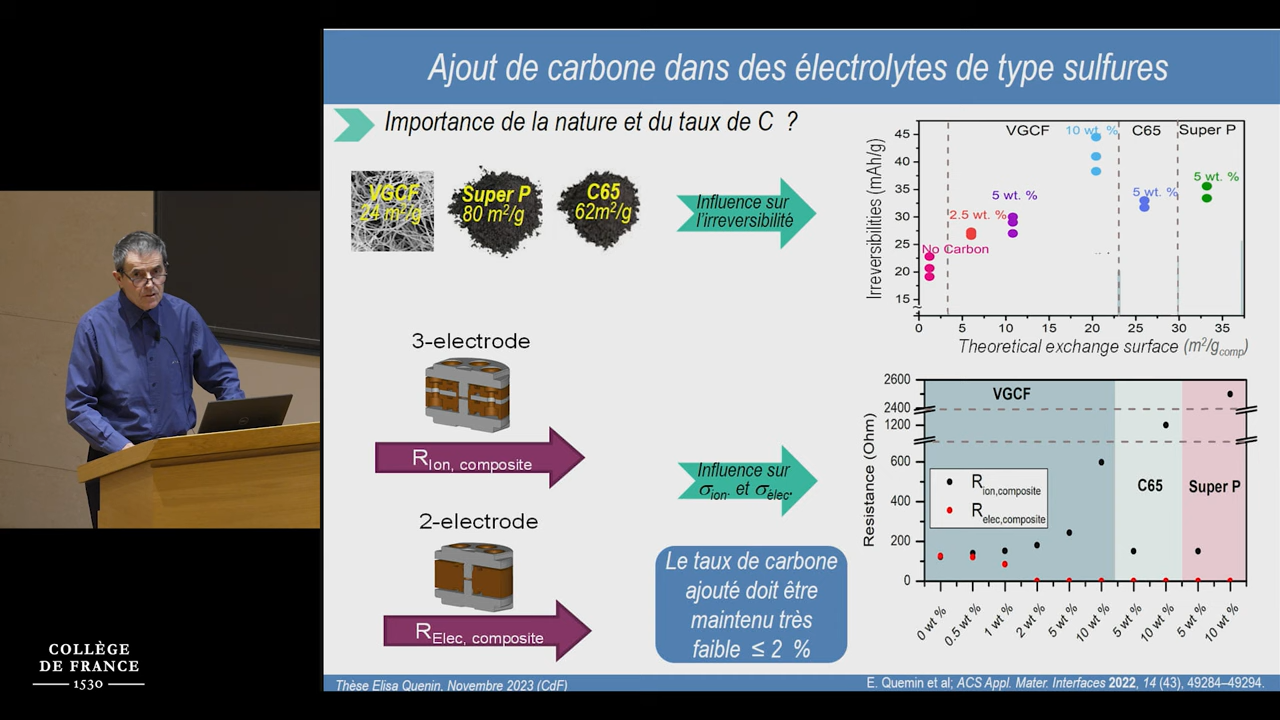 Ajout de carbone dans des électrolytes de type sulfures
Importance de la nature et du taux de C ?
VGCF
24 m²/g
Super P
80 m²/g
C65
62m²/g
Influence sur
l'irreversibilité
Irreversibilities (mAh/g)
45
40
35
30
25
20
15
VGCF
10 wt. %
C65
Super P
5 wt. %
5 wt. %
5 wt. %
2.5 wt. %
No Carbon
0 5 10 15 20 25 30 35
Theoretical exchange surface (m²/gcomp)
3-electrode
RIon, composite
2-electrode
RElec, composite
Influence sur
σion. et σélec.
Le taux de carbone
ajouté doit être
maintenu très
faible ≤ 2 %
Resistance (Ohm)
2600
2400
1200
600
400
200
0
VGCF
C65
Super P
Rion,composite
Relec,composite
0 wt %
0.5 wt %
1 wt %
2 wt %
5 wt %
10 wt %
5 wt %
10 wt %
5 wt %
10 wt %
COLLÈGE
DE FRANCE
1530
Thèse Elisa Quenin, Novembre 2023 (CdF)
E. Quemin et al; ACS Appl. Mater. Interfaces 2022, 14 (43), 49284–49294.